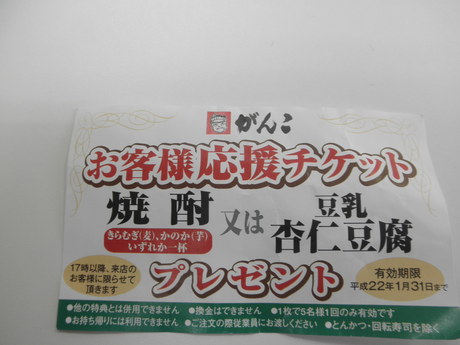 がんこ
お客様応援チケット
焼酎
きらむぎ(麦)、かのか(芋)
いずれか一杯
又は
豆乳
杏仁豆腐
17時以降、来店の
お客様に限らせて
頂きます
プレゼント
有効期限
平成22年1月31日まで
●他の特典とは併用できません ●換金はできません ●1枚で5名様1回のみ有効です
●お持ち帰りには利用できません ●ご注文の際従業員にお渡しください ●とんかつ・回転寿司を除く